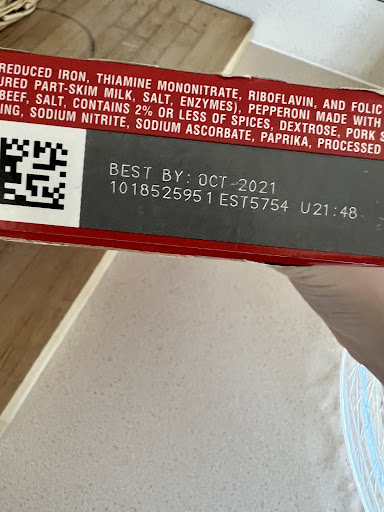 REDUCED IRON, THIAMINE MONONITRATE, RIBOFLAVIN, AND FOLIC
URED PART-SKIM MILK, SALT, ENZYMES), PEPPERONI MADE WITH
BEEF, SALT, CONTAINS 2% OR LESS OF SPICES, DEXTROSE, PORK S
ING, SODIUM NITRITE, SODIUM ASCORBATE, PAPRIKA, PROCESSED
BEST BY: OCT 2021
1018525951 EST5754 U21:48